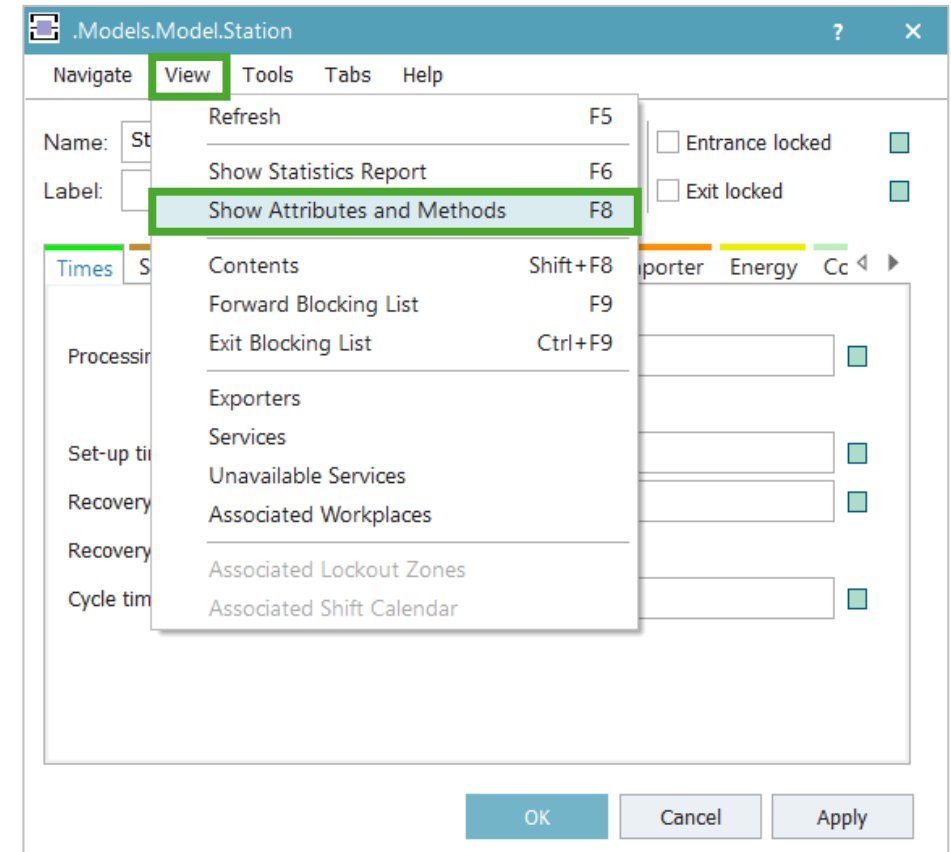 .Models.Model.Station ? ×
Navigate View Tools Tabs Help
Refresh F5
Name: St
Entrance locked
Show Statistics Report F6
Label:
Exit locked
Show Attributes and Methods F8
Times S
Contents Shift+F8
porter Energy Co
Forward Blocking List F9
Exit Blocking List Ctrl+F9
Processin
Exporters
Services
Set-up ti
Unavailable Services
Recovery
Associated Workplaces
Recovery
Associated Lockout Zones
Cycle tim
Associated Shift Calendar
OK Cancel Apply